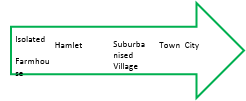 Isolated
Farmhou
se
Hamlet
Suburba
nised
Village
Town City